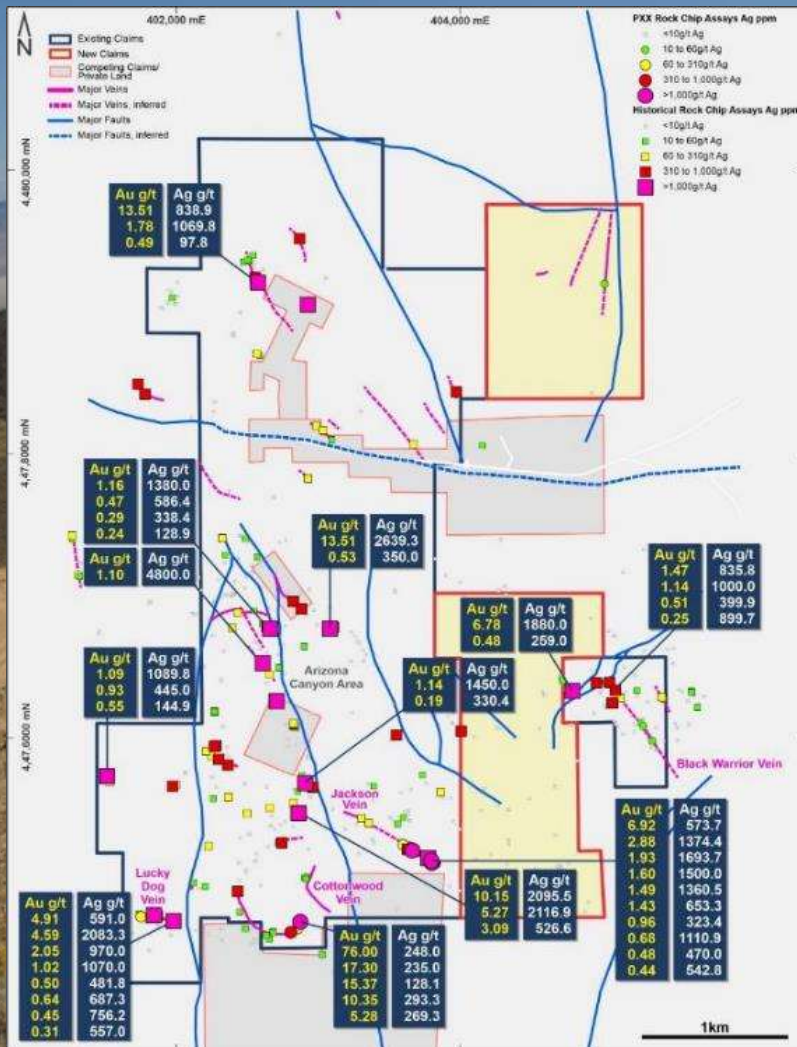 402,000 mE
404,000 mE
N
Existing Claims
New Claims
Competing Claims/
Private Land
Major Veins
Major Veins, inferred
Major Faults
Major Faults, inferred
PXX Rock Chip Assays Ag ppm
<10g/t Ag
10 to 60g/t Ag
60 to 310g/t Ag
310 to 1,000g/t Ag
>1,000g/t Ag
Historical Rock Chip Assays Ag ppm
<10g/t Ag
10 to 60g/t Ag
60 to 310g/t Ag
310 to 1,000g/t Ag
>1,000g/t Ag
4,480,000 mN
Au g/t Ag g/t
13.51 838.9
1.78 1069.8
0.49 97.8
4,47,8000 mN
Au g/t Ag g/t
1.16 1380.0
0.47 586.4
0.29 338.4
0.24 128.9
Au g/t Ag g/t
1.10 4800.0
Au g/t Ag g/t
13.51 2639.3
0.53 350.0
Au g/t Ag g/t
1.47 835.8
1.14 1000.0
0.51 399.9
0.25 899.7
Au g/t Ag g/t
6.78 1880.0
0.48 259.0
Arizona
Canyon Area
Au g/t Ag g/t
1.09 1089.8
0.93 445.0
0.55 144.9
Au g/t Ag g/t
1.14 1450.0
0.19 330.4
4,47,6000 mN
Black Warrior Vein
Jackson
Vein
Au g/t Ag g/t
6.92 573.7
2.88 1374.4
1.93 1693.7
1.60 1500.0
1.49 1360.5
1.43 653.3
0.96 323.4
0.68 1110.9
0.48 470.0
0.44 542.8
Lucky
Dog
Vein
Cottonwood
Vein
Au g/t Ag g/t
10.15 2095.5
5.27 2116.9
3.09 526.6
Au g/t Ag g/t
4.91 591.0
4.59 2083.3
2.05 970.0
1.02 1070.0
0.50 481.8
0.64 687.3
0.45 756.2
0.31 557.0
Au g/t Ag g/t
76.00 248.0
17.30 235.0
15.37 128.1
10.35 293.3
5.28 269.3
1km